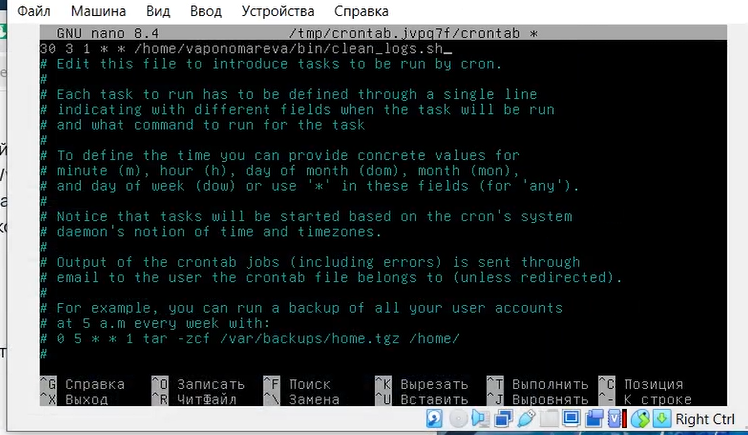 Файл Машина Вид Ввод Устройства Справка
GNU nano 8.4 /tmp/crontab.jvpq7f/crontab *
30 3 1 * * /home/vaponomareva/bin/clean_logs.sh
# Edit this file to introduce tasks to be run by cron.
#
# Each task to run has to be defined through a single line
# indicating with different fields when the task will be run
# and what command to run for the task
#
# To define the time you can provide concrete values for
# minute (m), hour (h), day of month (dom), month (mon),
# and day of week (dow) or use '*' in these fields (for 'any').
#
# Notice that tasks will be started based on the cron's system
# daemon's notion of time and timezones.
#
# Output of the crontab jobs (including errors) is sent through
# email to the user the crontab file belongs to (unless redirected).
#
# For example, you can run a backup of all your user accounts
# at 5 a.m every week with:
# 0 5 * * 1 tar -zcf /var/backups/home.tgz /home/
#
^G Справка ^O Записать ^F Поиск ^K Вырезать ^T Выполнить ^C Позиция
^X Выход ^R ЧитФайл ^\ Замена ^U Вставить ^J Выровнять ^- К строке
Right Ctrl